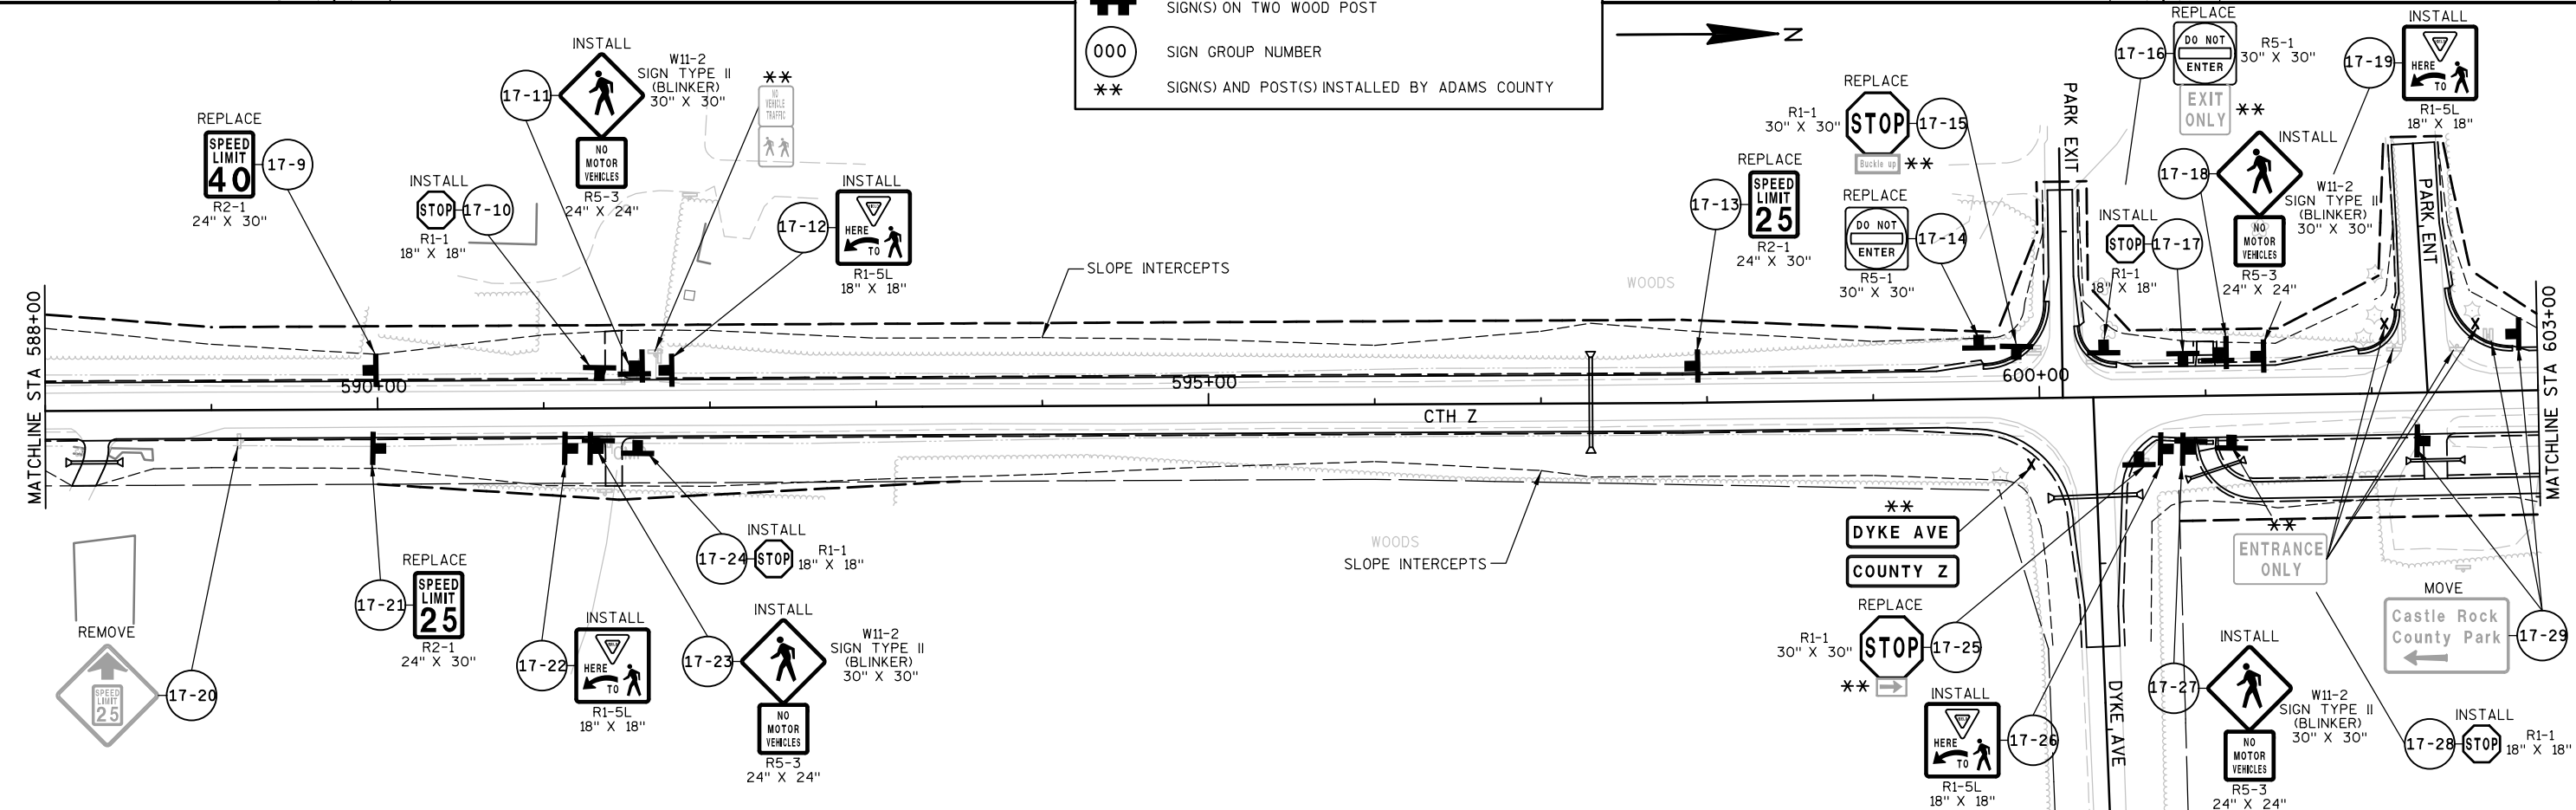 SIGN(S) ON TWO WOOD POST
000
SIGN GROUP NUMBER
**
SIGN(S) AND POST(S) INSTALLED BY ADAMS COUNTY
N
REPLACE
SPEED
LIMIT
40
17-9
R2-1
24" X 30"
INSTALL
STOP
17-10
R1-1
18" X 18"
INSTALL
17-11
W11-2
SIGN TYPE II
(BLINKER)
30" X 30"
NO
MOTOR
VEHICLES
R5-3
24" X 24"
**
NO
VEHICLE
TRAFFIC
INSTALL
17-12
HERE
TO
R1-5L
18" X 18"
SLOPE INTERCEPTS
WOODS
REPLACE
17-13
SPEED
LIMIT
25
R2-1
24" X 30"
REPLACE
R1-1
30" X 30"
STOP
17-15
Buckle up
**
REPLACE
DO NOT
ENTER
17-14
R5-1
30" X 30"
PARK EXIT
REPLACE
17-16
DO NOT
ENTER
R5-1
30" X 30"
EXIT
ONLY
**
INSTALL
17-19
HERE
TO
R1-5L
18" X 18"
INSTALL
17-18
W11-2
SIGN TYPE II
(BLINKER)
30" X 30"
NO
MOTOR
VEHICLES
R5-3
24" X 24"
INSTALL
STOP
17-17
R1-1
18" X 18"
PARK ENT
MATCHLINE STA 588+00
590+00
595+00
600+00
CTH Z
MATCHLINE STA 603+00
REMOVE
SPEED
LIMIT
25
17-20
REPLACE
17-21
SPEED
LIMIT
25
R2-1
24" X 30"
INSTALL
17-22
HERE
TO
R1-5L
18" X 18"
INSTALL
17-24
STOP
R1-1
18" X 18"
INSTALL
17-23
W11-2
SIGN TYPE II
(BLINKER)
30" X 30"
NO
MOTOR
VEHICLES
R5-3
24" X 24"
WOODS
SLOPE INTERCEPTS
**
DYKE AVE
COUNTY Z
REPLACE
R1-1
30" X 30"
STOP
17-25
**
INSTALL
HERE
TO
17-26
R1-5L
18" X 18"
DYKE AVE
INSTALL
17-27
W11-2
SIGN TYPE II
(BLINKER)
30" X 30"
NO
MOTOR
VEHICLES
R5-3
24" X 24"
**
ENTRANCE
ONLY
MOVE
Castle Rock
County Park
17-29
INSTALL
17-28
STOP
R1-1
18" X 18"